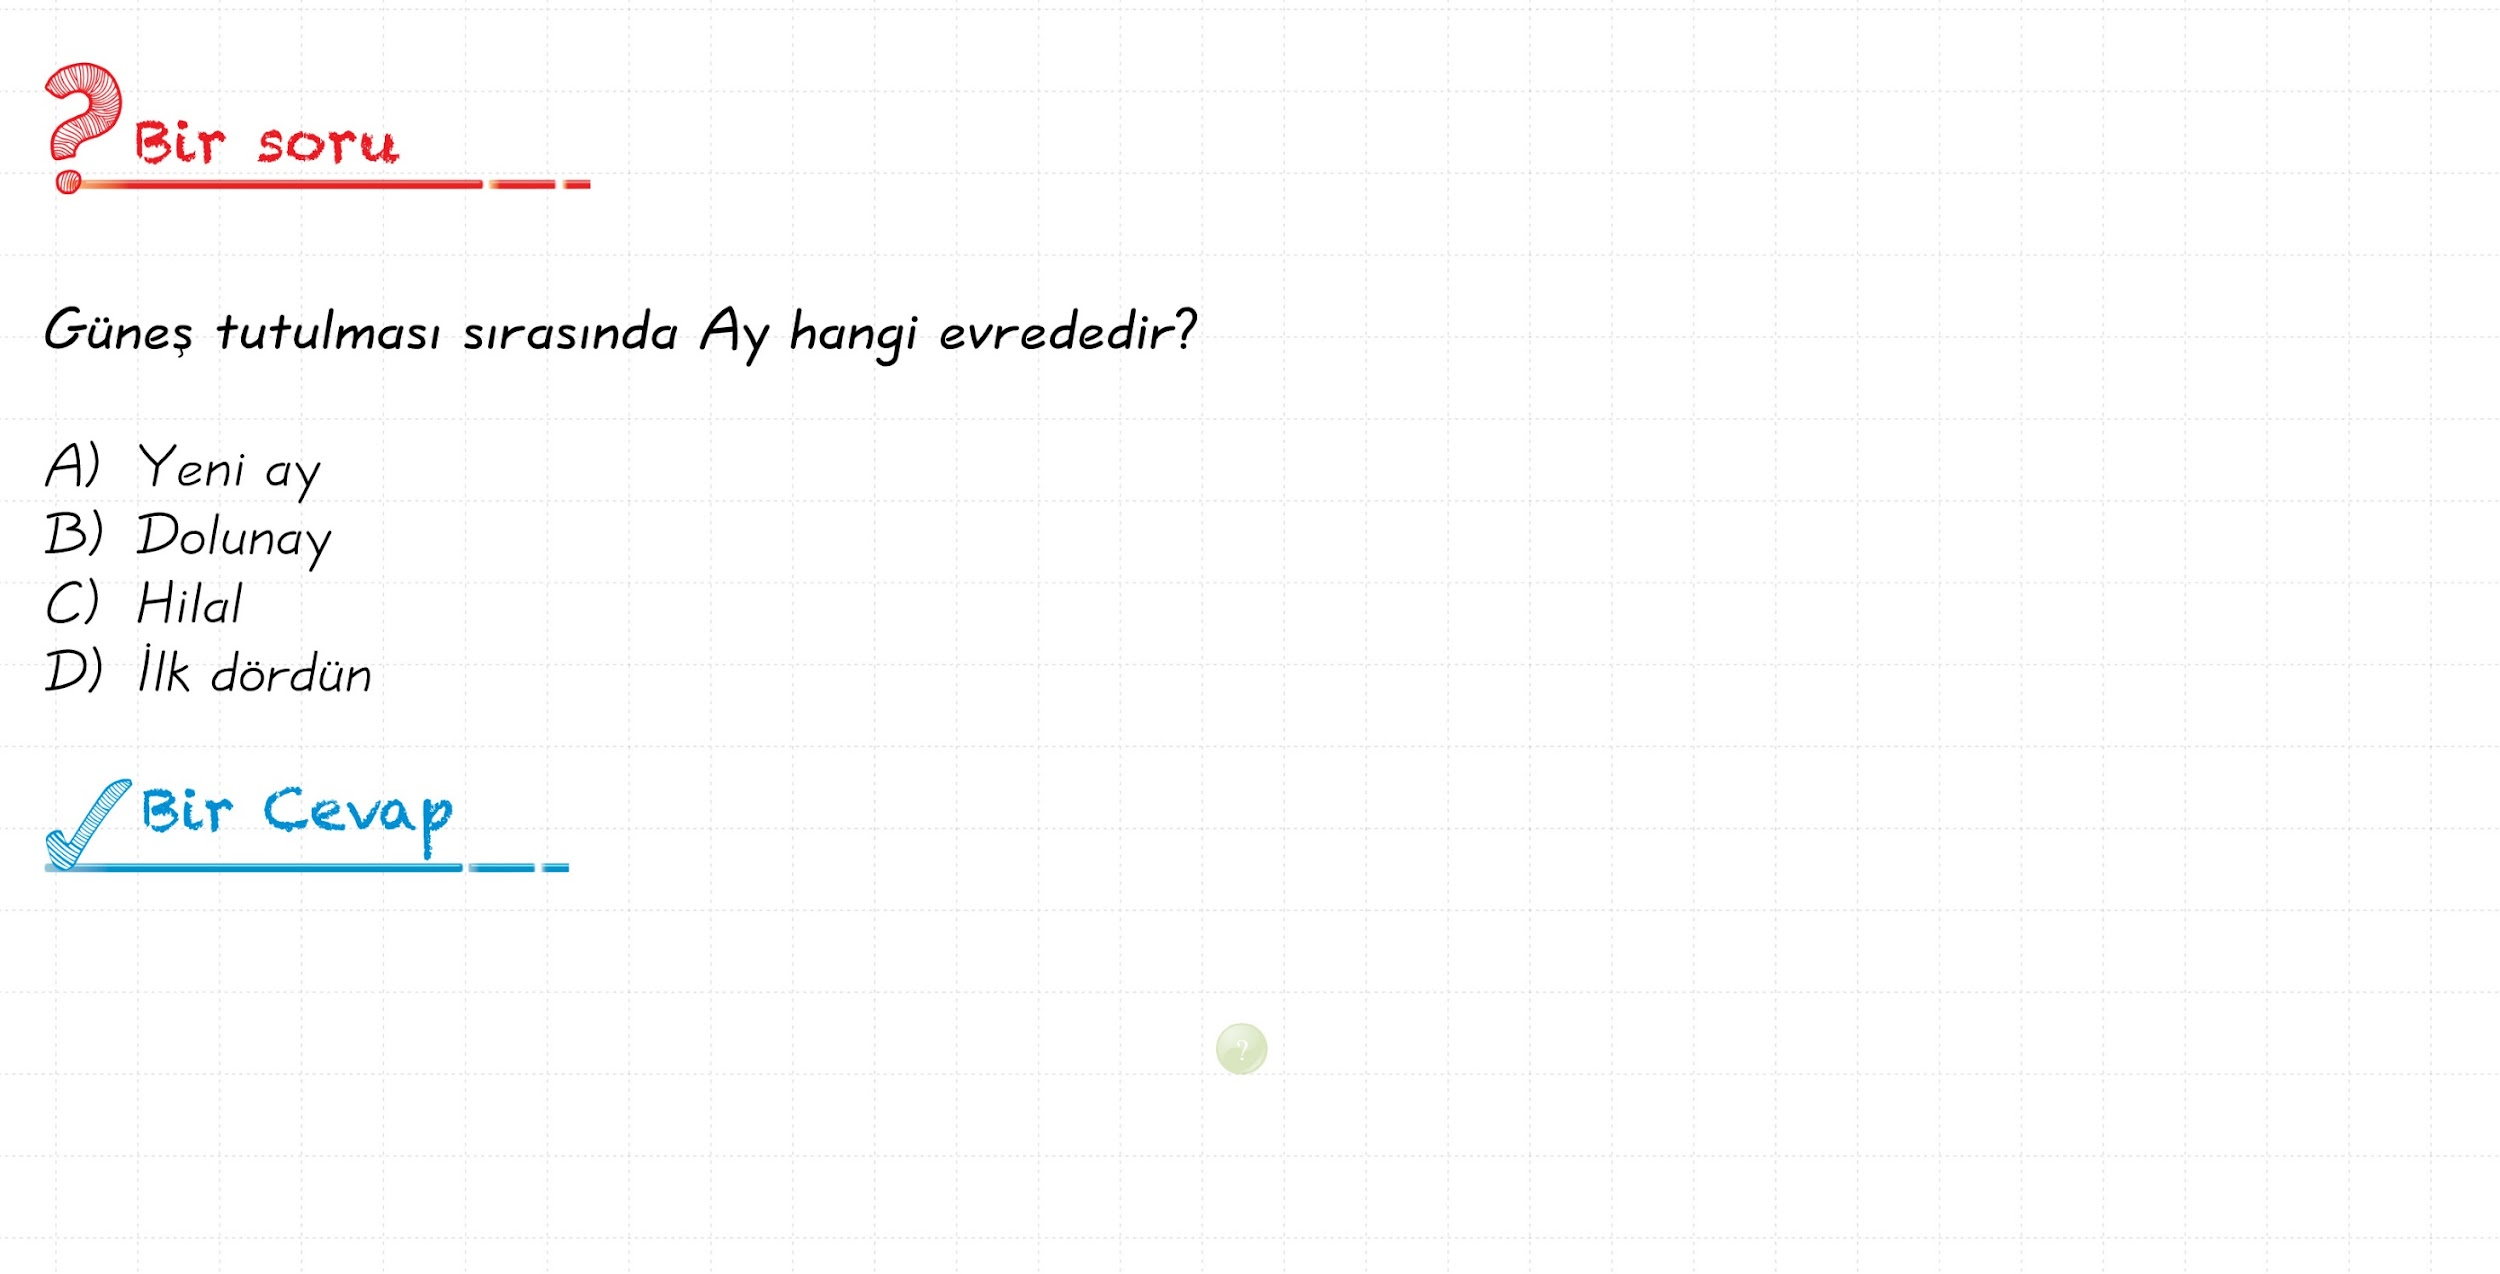 Bir soru
Güneş tutulması sırasında Ay hangi evrededir?
A) Yeni ay
B) Dolunay
C) Hilal
D) İlk dördün
Bir Cevap
?